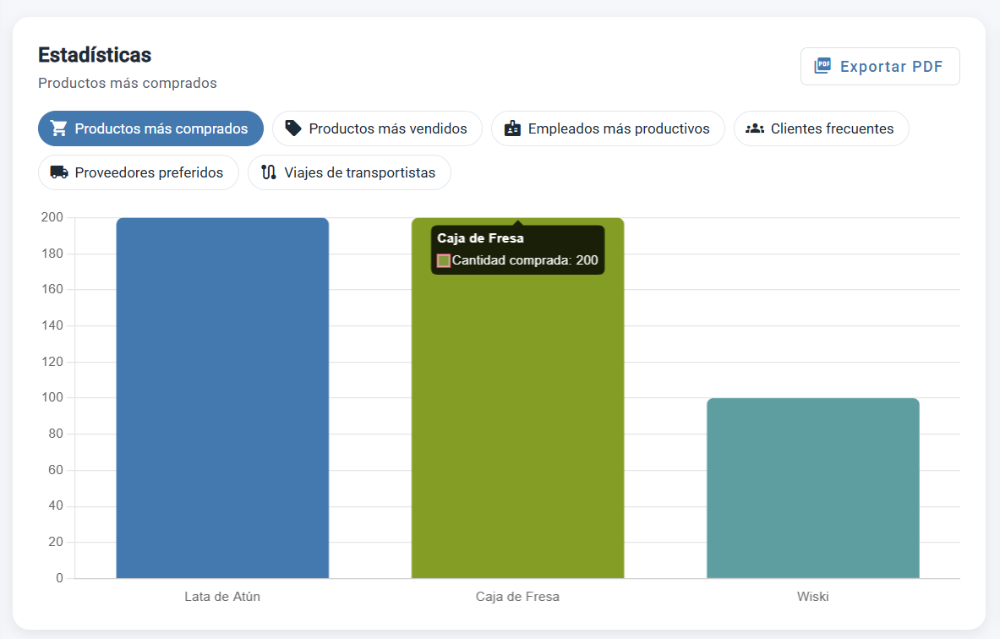 Estadísticas
Productos más comprados
PDF Exportar PDF
Productos más comprados
Productos más vendidos
Empleados más productivos
Clientes frecuentes
Proveedores preferidos
Viajes de transportistas
200
180
160
140
120
100
80
60
40
20
0
Caja de Fresa
Cantidad comprada: 200
Lata de Atún
Caja de Fresa
Wiski